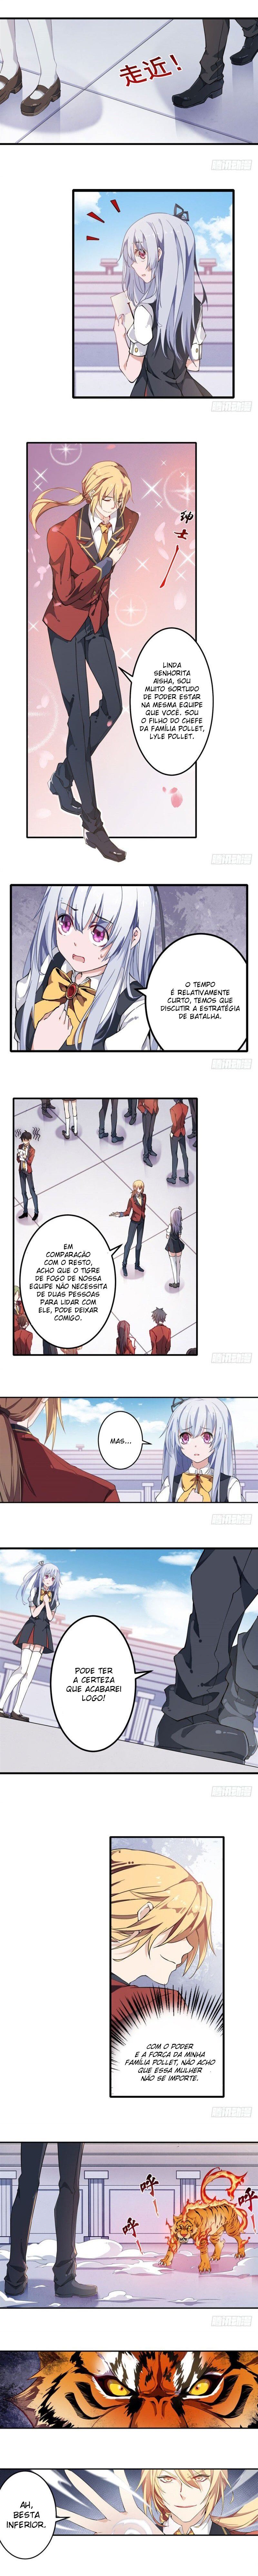 走近!
绅
士
LINDA
SENHORITA
AISHA, SOU
MUITO SORTUDO
DE PODER ESTAR
NA MESMA EQUIPE
QUE VOCÊ. SOU
O FILHO DO CHEFE
DA FAMÍLIA POLLET,
LYLE POLLET.
O TEMPO
É RELATIVAMENTE
CURTO, TEMOS QUE
DISCUTIR A ESTRATÉGIA
DE BATALHA.
EM
COMPARAÇÃO
COM O RESTO,
ACHO QUE O TIGRE
DE FOGO DE NOSSA
EQUIPE NÃO NECESSITA
DE DUAS PESSOAS
PARA LIDAR COM
ELE, PODE DEIXAR
COMIGO.
MAS...
PODE TER
A CERTEZA
QUE ACABAREI
LOGO!
COM O PODER
E A FORÇA DA MINHA
FAMÍLIA POLLET, NÃO ACHO
QUE ESSA MULHER
NÃO SE IMPORTE.
呼
呼
呼
AH,
BESTA
INFERIOR.